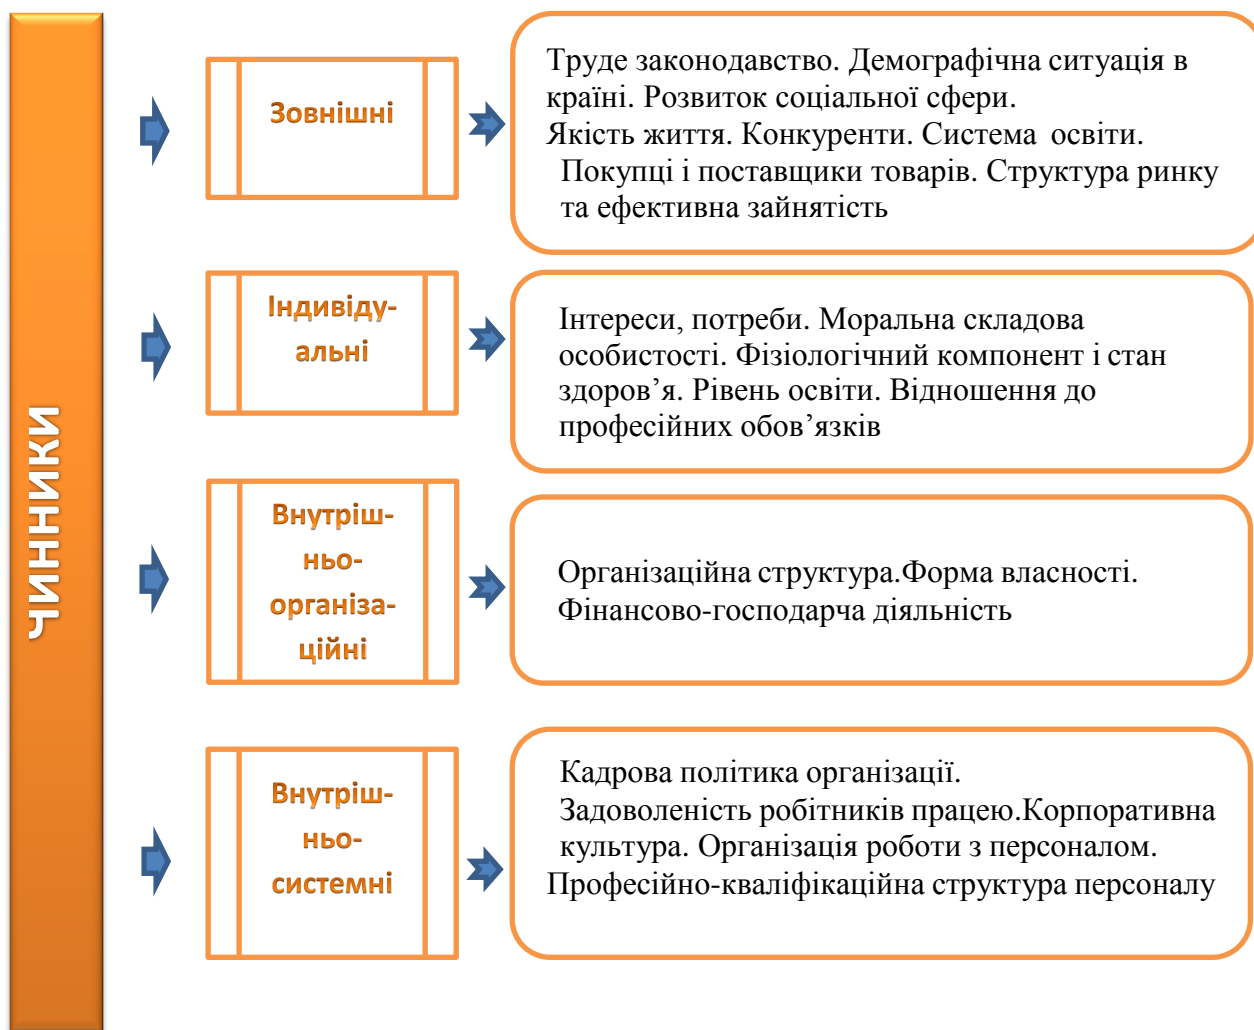 ЧИННИКИ
Зовнішні
Труде законодавство. Демографічна ситуація в
країні. Розвиток соціальної сфери.
Якість життя. Конкуренти. Система освіти.
Покупці і поставщики товарів. Структура ринку
та ефективна зайнятість
Індивіду-
альні
Інтереси, потреби. Моральна складова
особистості. Фізіологічний компонент і стан
здоров’я. Рівень освіти. Відношення до
професійних обов’язків
Внутріш-
ньо-
організа-
ційні
Організаційна структура.Форма власності.
Фінансово-господарча діяльність
Внутріш-
ньо-
системні
Кадрова політика організації.
Задоволеність робітників працею.Корпоративна
культура. Організація роботи з персоналом.
Професійно-кваліфікаційна структура персоналу